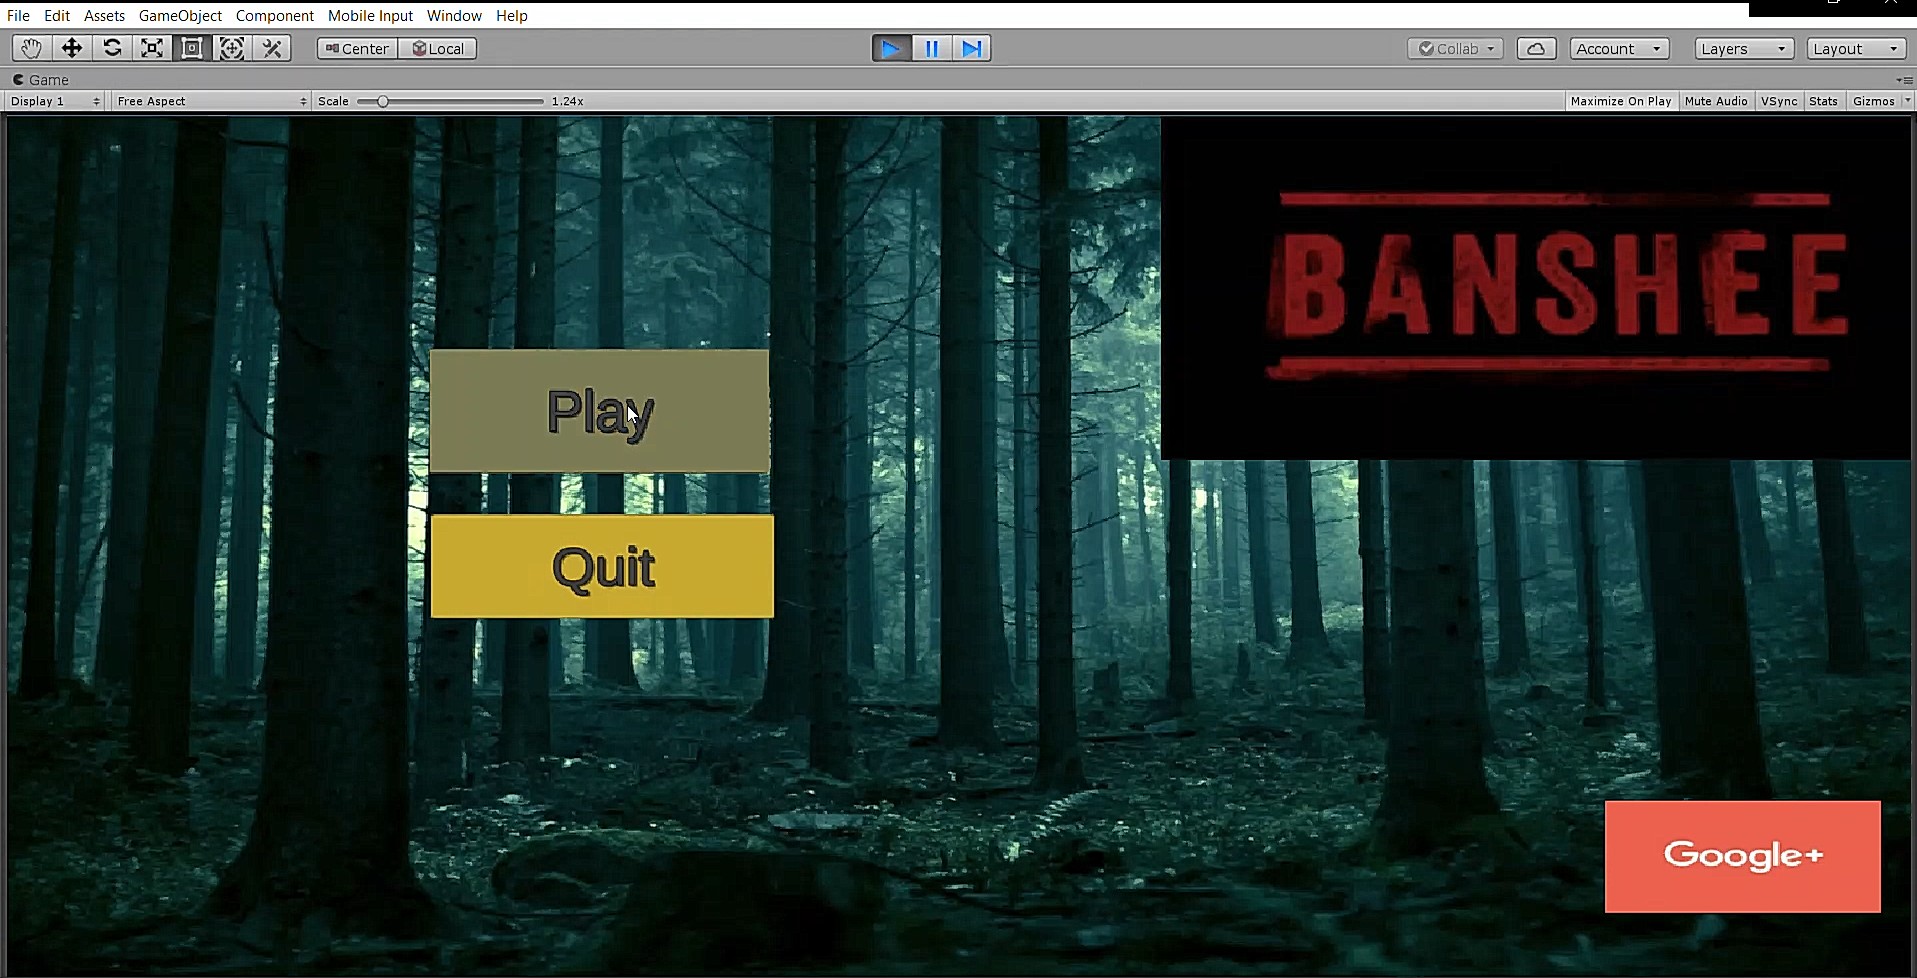 File Edit Assets GameObject Component Mobile Input Window Help
Center Local Collab Account Layers Layout
Game
Display 1 Free Aspect Scale 1.24x Maximize On Play Mute Audio VSync Stats Gizmos
BANSHEE
Play
Quit
Google+